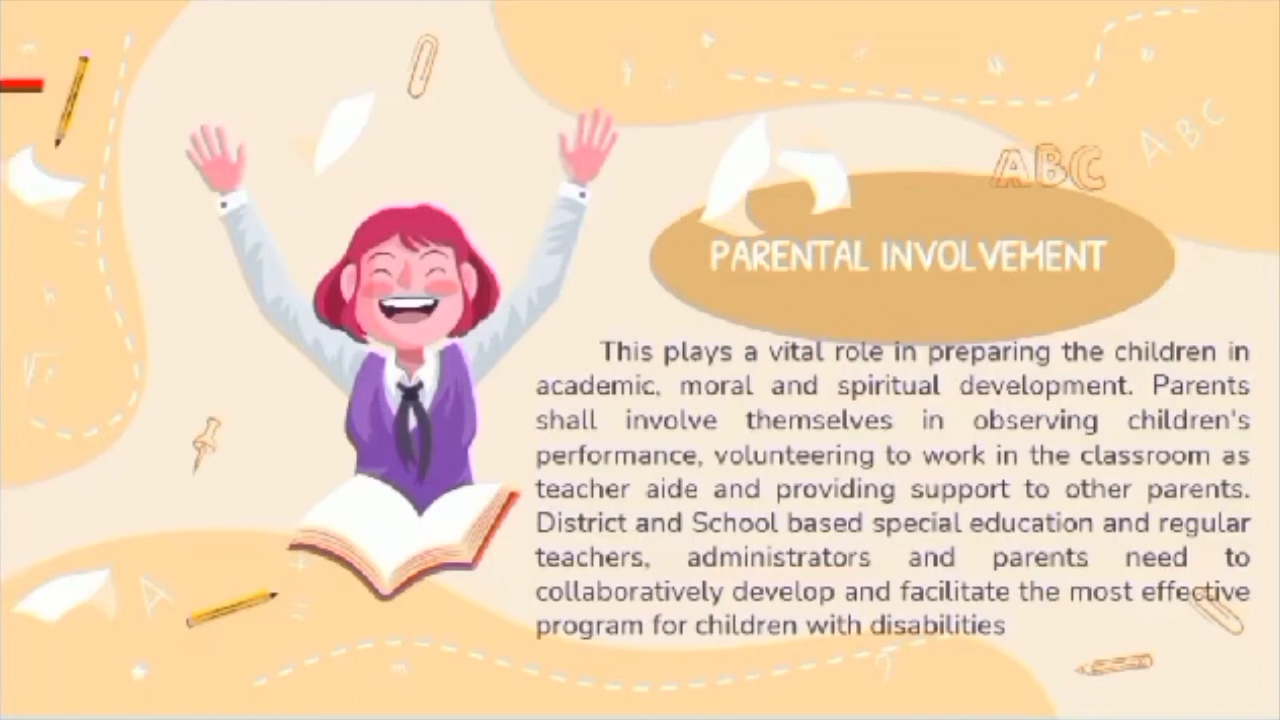 ABC
A B C
PARENTAL INVOLVEMENT
This plays a vital role in preparing the children in
academic, moral and spiritual development. Parents
shall involve themselves in observing children's
performance, volunteering to work in the classroom as
teacher aide and providing support to other parents.
District and School based special education and regular
teachers, administrators and parents need to
collaboratively develop and facilitate the most effective
program for children with disabilities
A